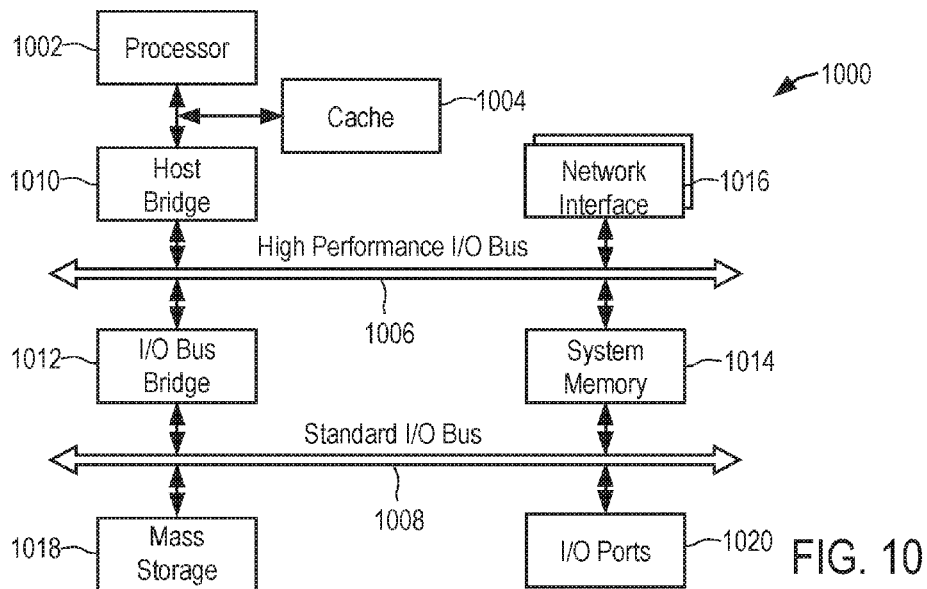 1002
Processor
1000
Cache
1004
1010
Host
Bridge
Network
Interface
1016
High Performance I/O Bus
1006
1012
I/O Bus
Bridge
System
Memory
1014
Standard I/O Bus
1008
1018
Mass
Storage
I/O Ports
1020
FIG. 10